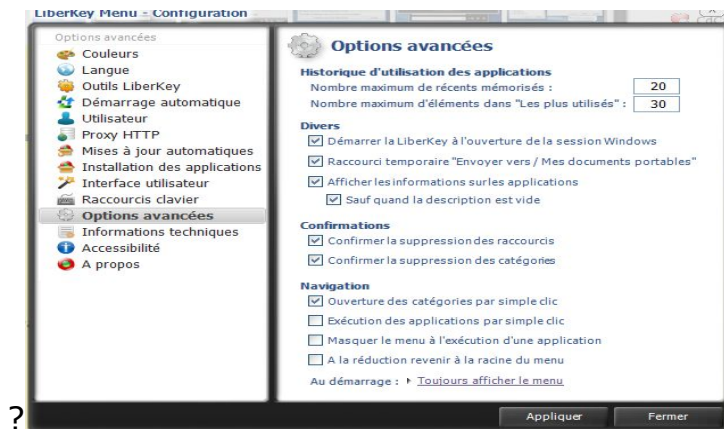 LiberKey Menu - Configuration
Options avancées
Couleurs
Langue
Outils LiberKey
Démarrage automatique
Utilisateur
Proxy HTTP
Mises à jour automatiques
Installation des applications
Interface utilisateur
Raccourcis clavier
Options avancées
Informations techniques
Accessibilité
A propos
Options avancées
Historique d'utilisation des applications
Nombre maximum de récents mémorisés : 20
Nombre maximum d'éléments dans "Les plus utilisés" : 30
Divers
Démarrer la LiberKey à l'ouverture de la session Windows
Raccourci temporaire "Envoyer vers / Mes documents portables"
Afficher les informations sur les applications
Sauf quand la description est vide
Confirmations
Confirmer la suppression des raccourcis
Confirmer la suppression des catégories
Navigation
Ouverture des catégories par simple clic
Exécution des applications par simple clic
Masquer le menu à l'exécution d'une application
A la réduction revenir à la racine du menu
Au démarrage : Toujours afficher le menu
?
Appliquer Fermer